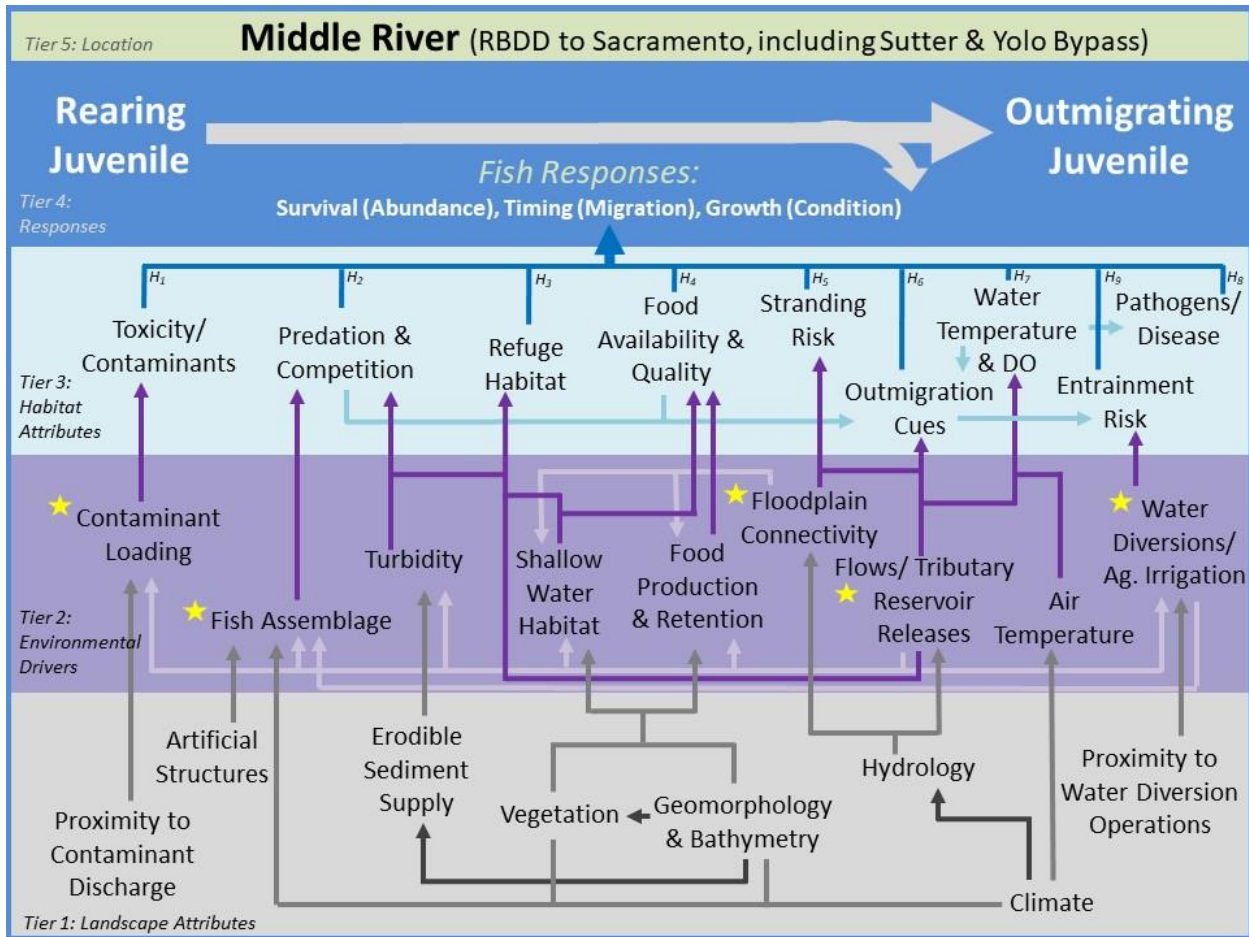 Tier 5: Location
Middle River (RBDD to Sacramento, including Sutter & Yolo Bypass)
Rearing
Juvenile
Outmigrating
Juvenile
Fish Responses:
Survival (Abundance), Timing (Migration), Growth (Condition)
Tier 4:
Responses
H1
H2
H3
H4
H5
H6
H7
H9
H8
Toxicity/
Contaminants
Predation &
Competition
Refuge
Habitat
Food
Availability &
Quality
Stranding
Risk
Outmigration
Cues
Water
Temperature
& DO
Entrainment
Risk
Pathogens/
Disease
Tier 3:
Habitat
Attributes
Contaminant
Loading
Fish Assemblage
Turbidity
Shallow
Water
Habitat
Food
Production
& Retention
Floodplain
Connectivity
Flows/ Tributary
Reservoir
Releases
Air
Temperature
Water
Diversions/
Ag. Irrigation
Tier 2:
Environmental
Drivers
Artificial
Structures
Proximity to
Contaminant
Discharge
Erodible
Sediment
Supply
Vegetation
Geomorphology
& Bathymetry
Hydrology
Climate
Proximity to
Water Diversion
Operations
Tier 1: Landscape Attributes